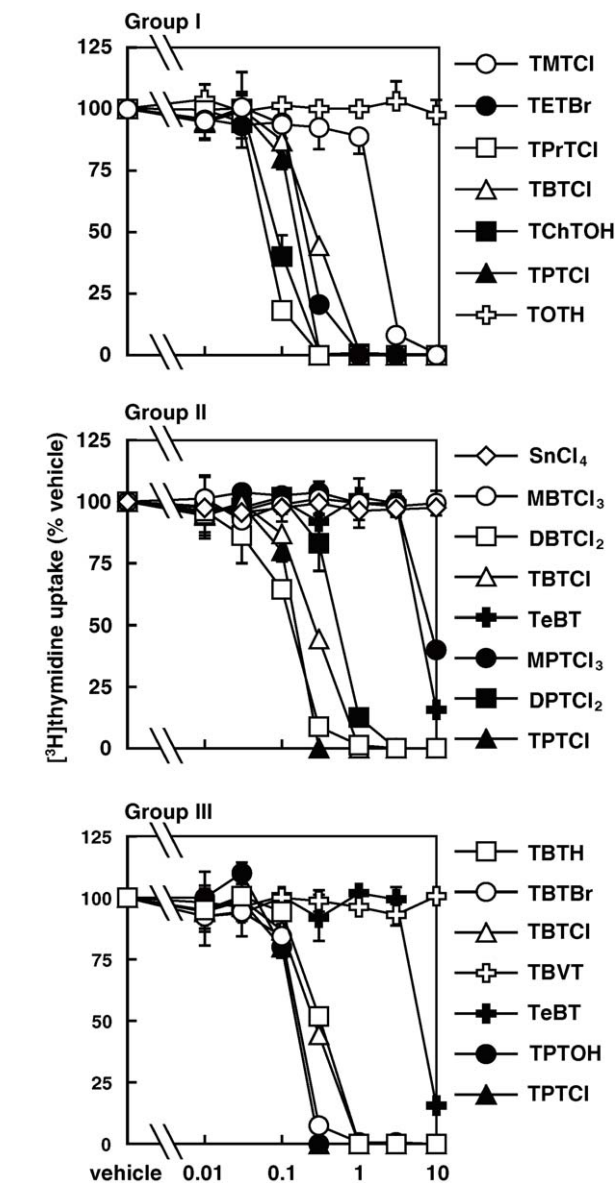 Group I
125
100
75
50
25
0
TMTCl
TETBr
TPrTCl
TBTCl
TChTOH
TPTCl
TOTH
[³H]thymidine uptake (% vehicle)
Group II
125
100
75
50
25
0
SnCl₄
MBTCl₃
DBTCl₂
TBTCl
TeBT
MPTCl₃
DPTCl₂
TPTCl
Group III
125
100
75
50
25
0
TBTH
TBTBr
TBTCl
TBVT
TeBT
TPTOH
TPTCl
vehicle 0.01 0.1 1 10